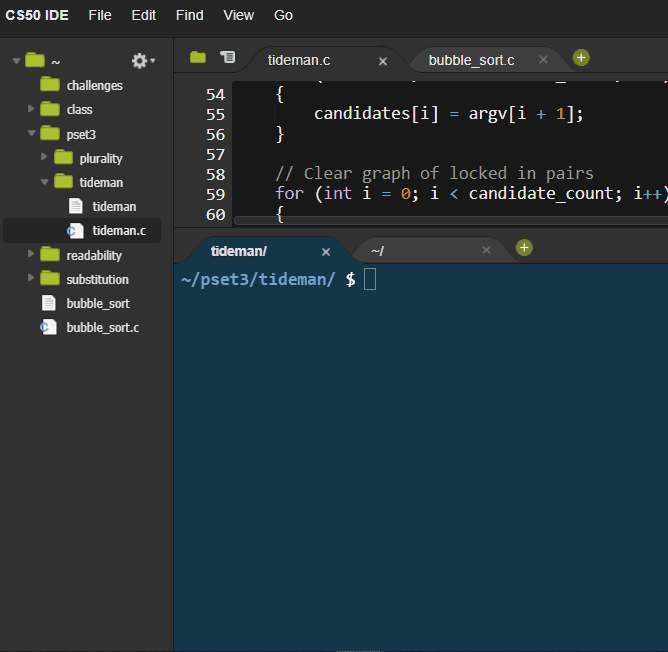 CS50 IDE File Edit Find View Go
~
challenges
class
pset3
plurality
tideman
tideman
tideman.c
readability
substitution
bubble_sort
bubble_sort.c
tideman.c × bubble_sort.c ×
54 {
55 candidates[i] = argv[i + 1];
56 }
57
58 // Clear graph of locked in pairs
59 for (int i = 0; i < candidate_count; i++)
60 {
tideman/ × ~/ ×
~/pset3/tideman/ $